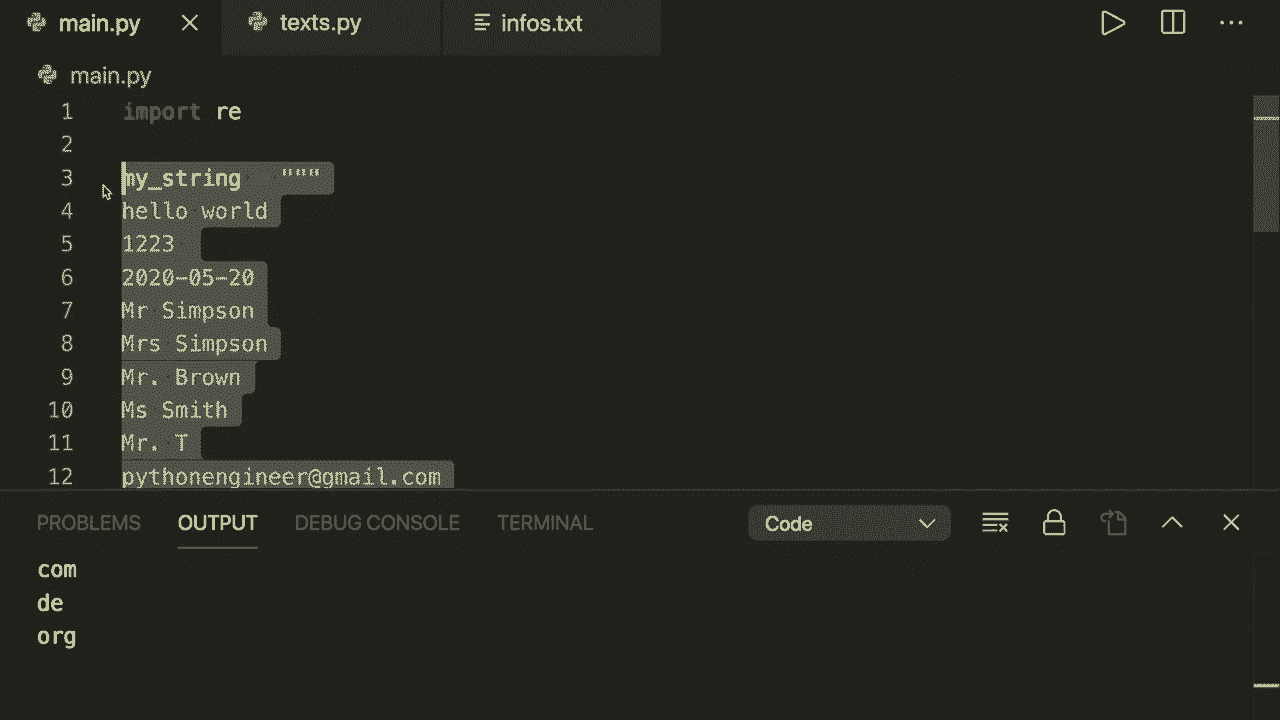 main.py
texts.py
infos.txt
main.py
1 import re
2
3 my_string """
4 hello world
5 1223
6 2020-05-20
7 Mr Simpson
8 Mrs Simpson
9 Mr. Brown
10 Ms Smith
11 Mr. T
12 pythonengineer@gmail.com
PROBLEMS OUTPUT DEBUG CONSOLE TERMINAL Code
com
de
org